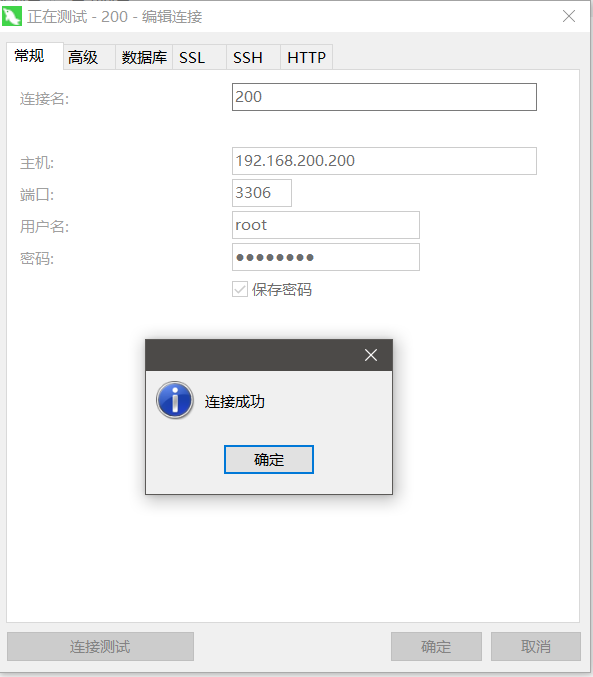 正在测试 - 200 - 编辑连接
常规 高级 数据库 SSL SSH HTTP
连接名: 200
主机: 192.168.200.200
端口: 3306
用户名: root
密码: ●●●●●●●●
保存密码
连接成功
确定
连接测试 确定 取消